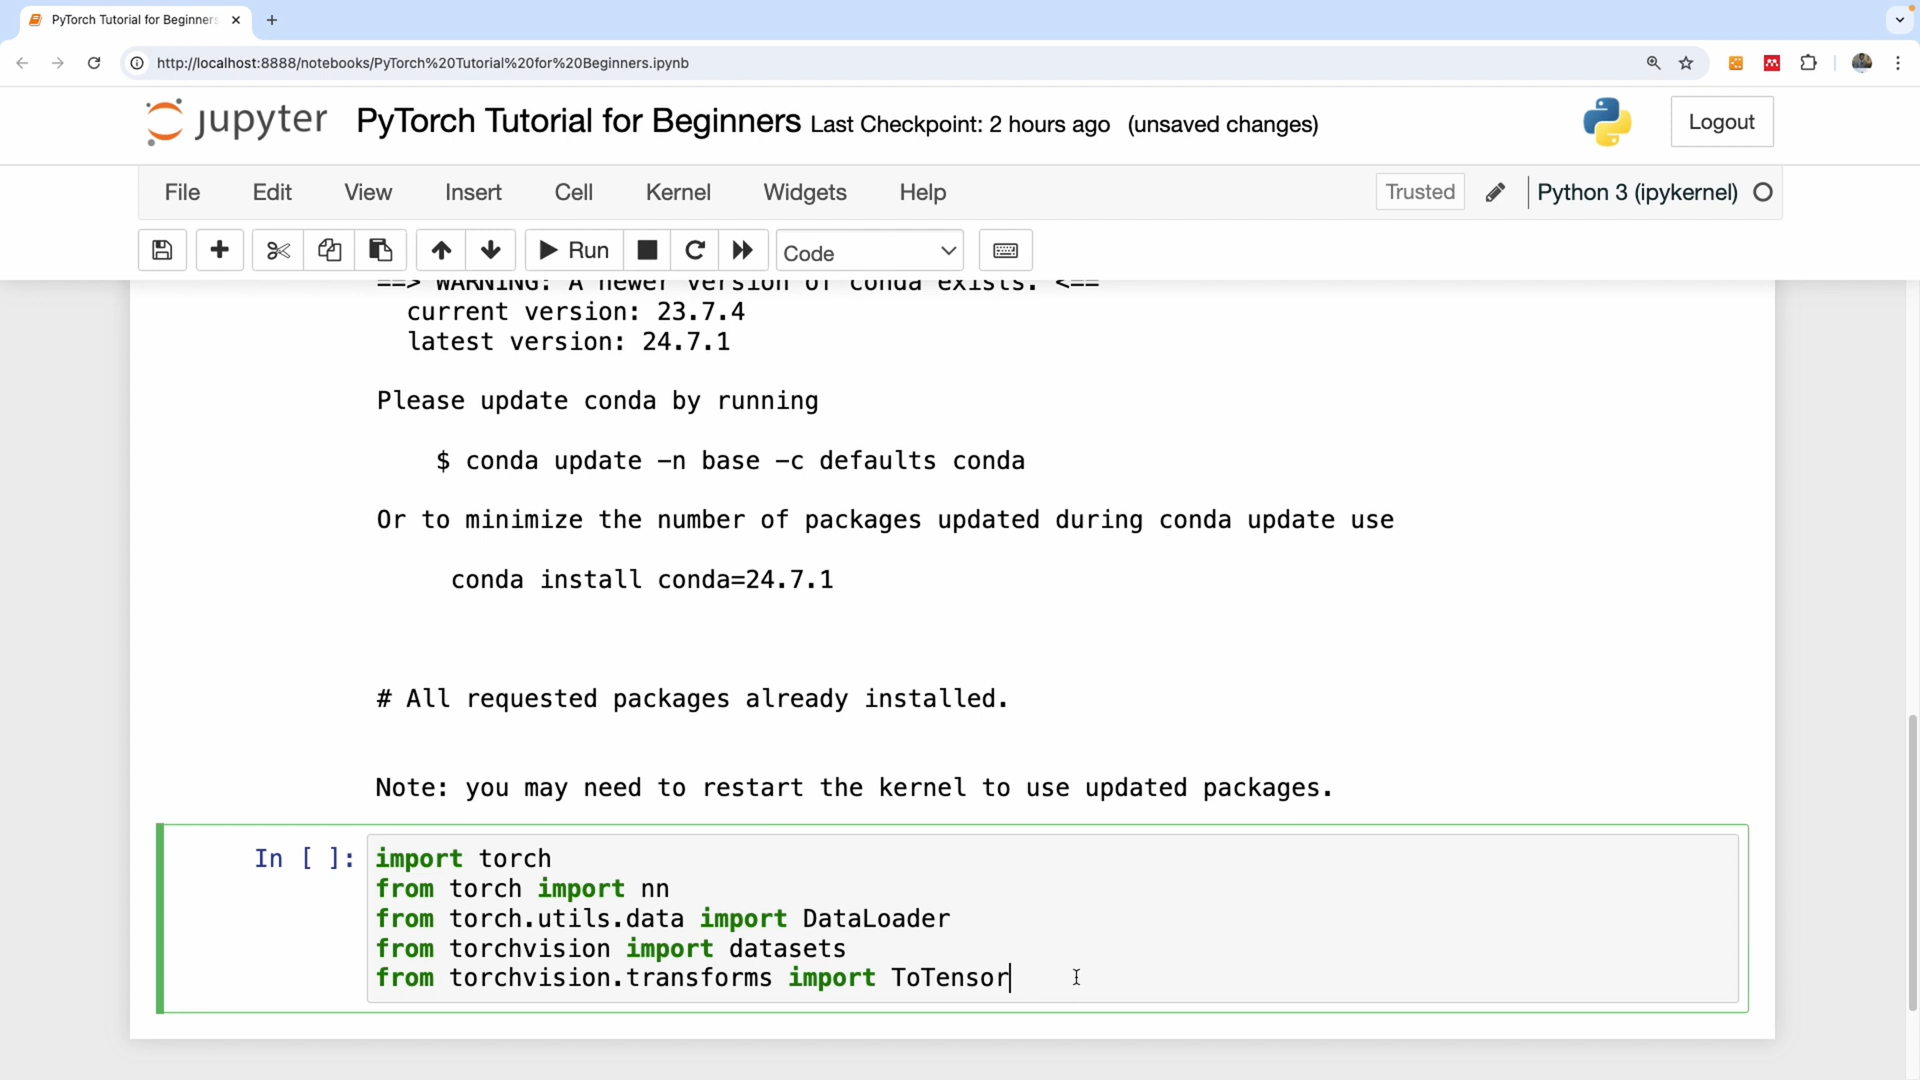 PyTorch Tutorial for Beginners
http://localhost:8888/notebooks/PyTorch%20Tutorial%20for%20Beginners.ipynb
jupyter PyTorch Tutorial for Beginners Last Checkpoint: 2 hours ago (unsaved changes) Logout
File Edit View Insert Cell Kernel Widgets Help Trusted Python 3 (ipykernel)
Run Code
==> WARNING: A newer version of conda exists. <==
current version: 23.7.4
latest version: 24.7.1
Please update conda by running
$ conda update -n base -c defaults conda
Or to minimize the number of packages updated during conda update use
conda install conda=24.7.1
# All requested packages already installed.
Note: you may need to restart the kernel to use updated packages.
In [ ]: import torch
from torch import nn
from torch.utils.data import DataLoader
from torchvision import datasets
from torchvision.transforms import ToTensor